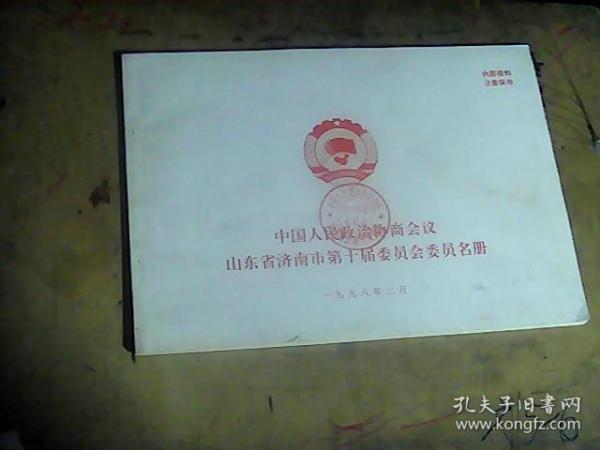 内部资料
注意保存
中国人民政治协商会议
山东省济南市第十届委员会委员名册
一九九八年三月
孔夫子旧书网
www.kongfz.com